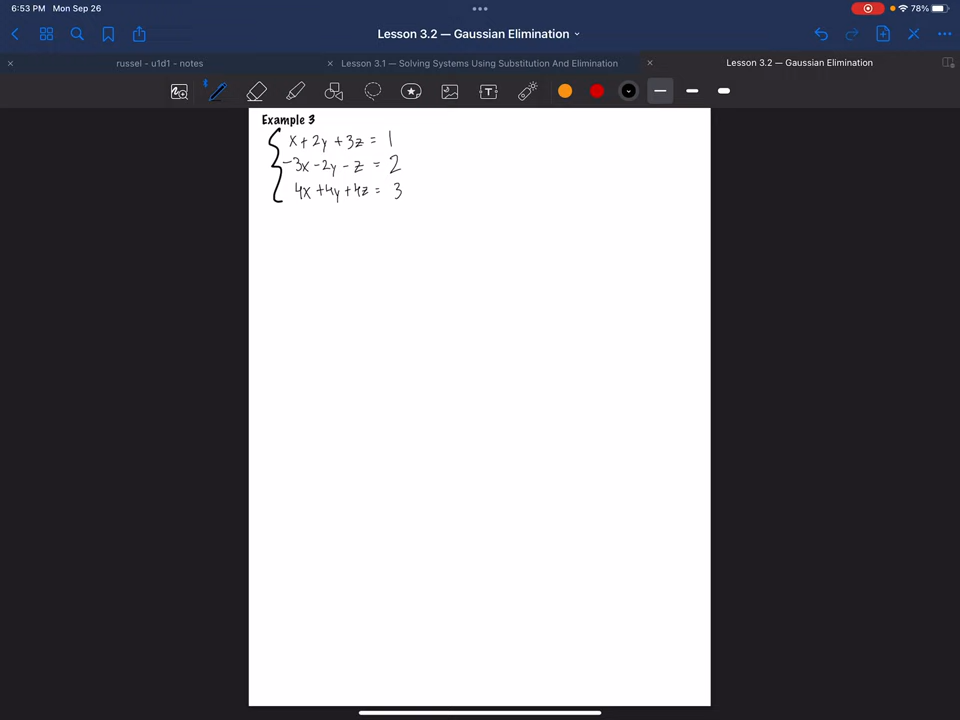 6:53 PM Mon Sep 26
78%
Lesson 3.2 — Gaussian Elimination
russel - u1d1 - notes
Lesson 3.1 — Solving Systems Using Substitution And Elimination
Lesson 3.2 — Gaussian Elimination
Example 3
x + 2y + 3z = 1
-3x - 2y - z = 2
4x + 4y + 4z = 3